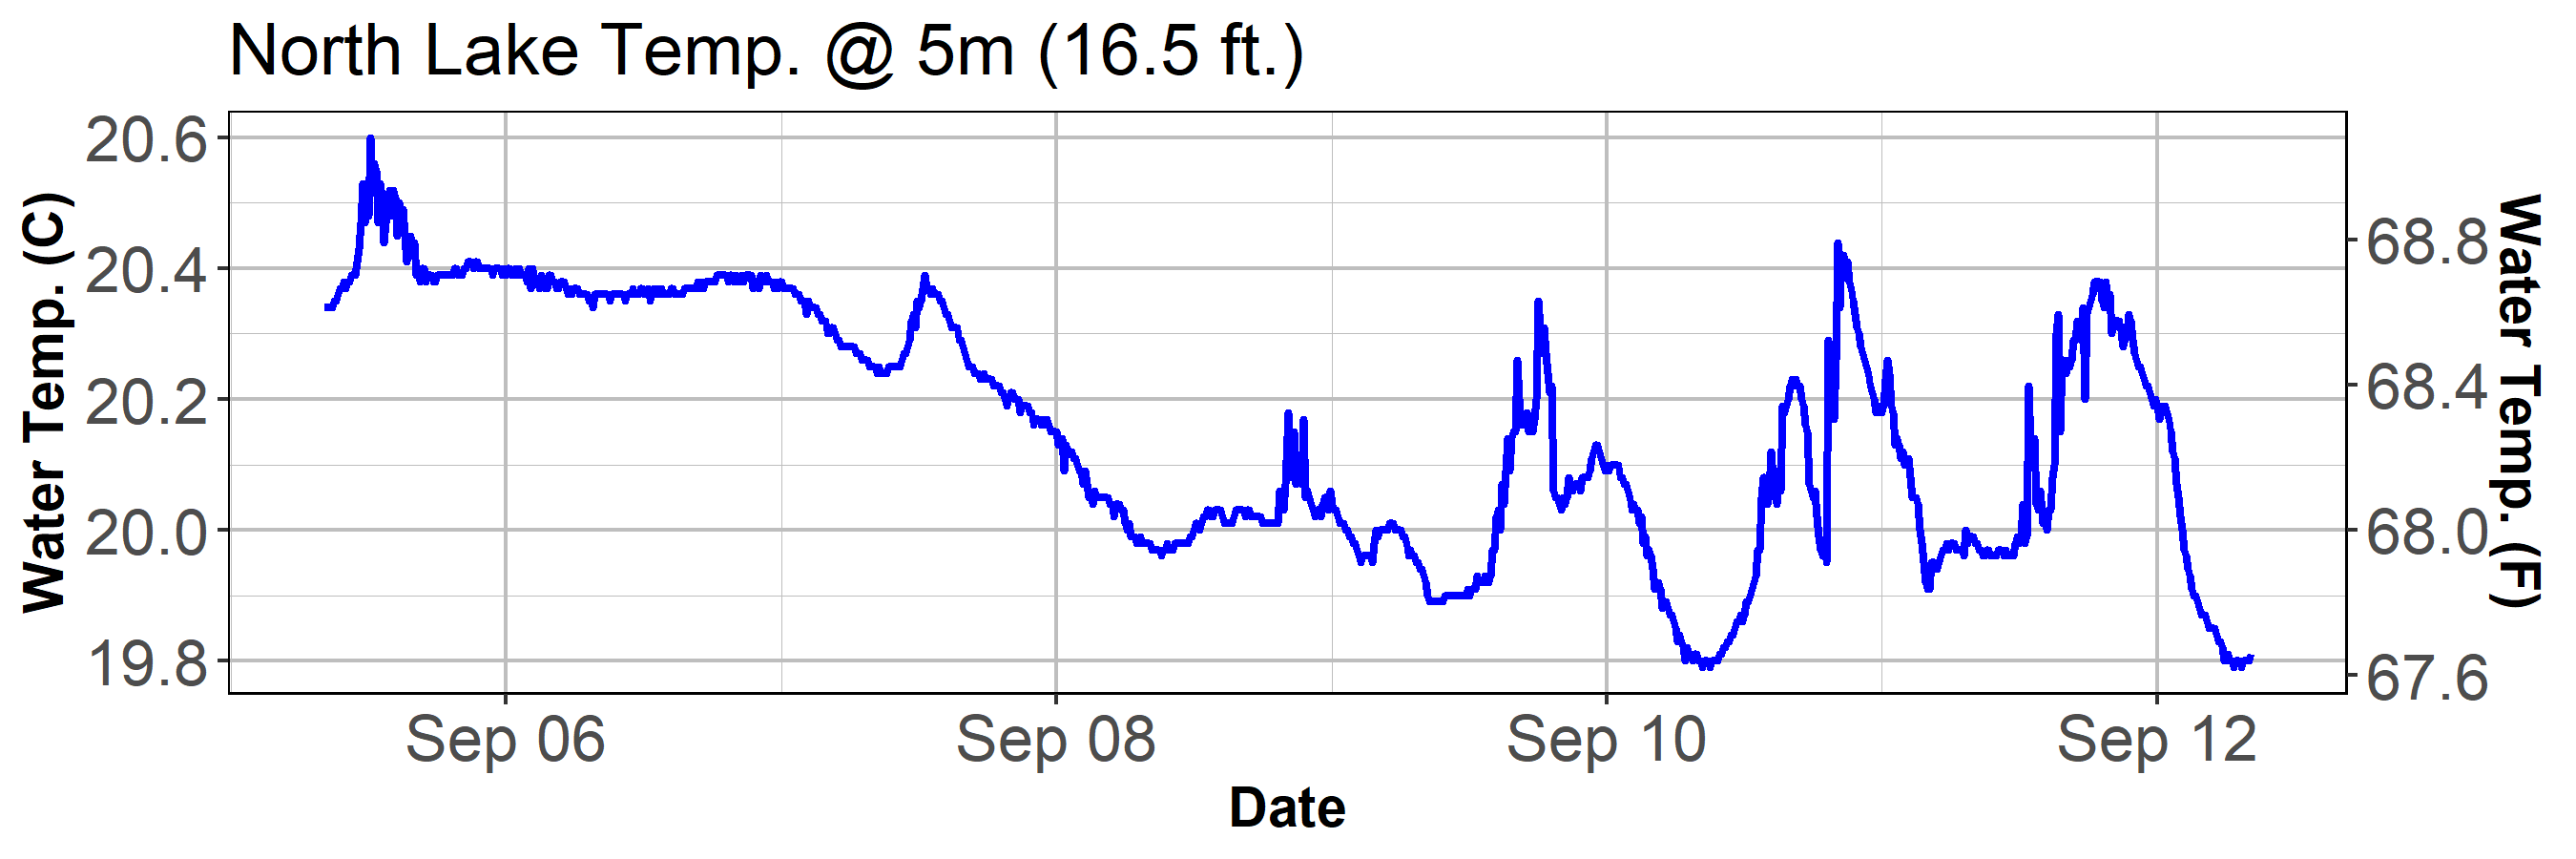 North Lake Temp. @ 5m (16.5 ft.)
Water Temp. (C)
20.6
20.4
20.2
20.0
19.8
68.8
68.4
68.0
67.6
Water Temp. (F)
Sep 06
Sep 08
Sep 10
Sep 12
Date